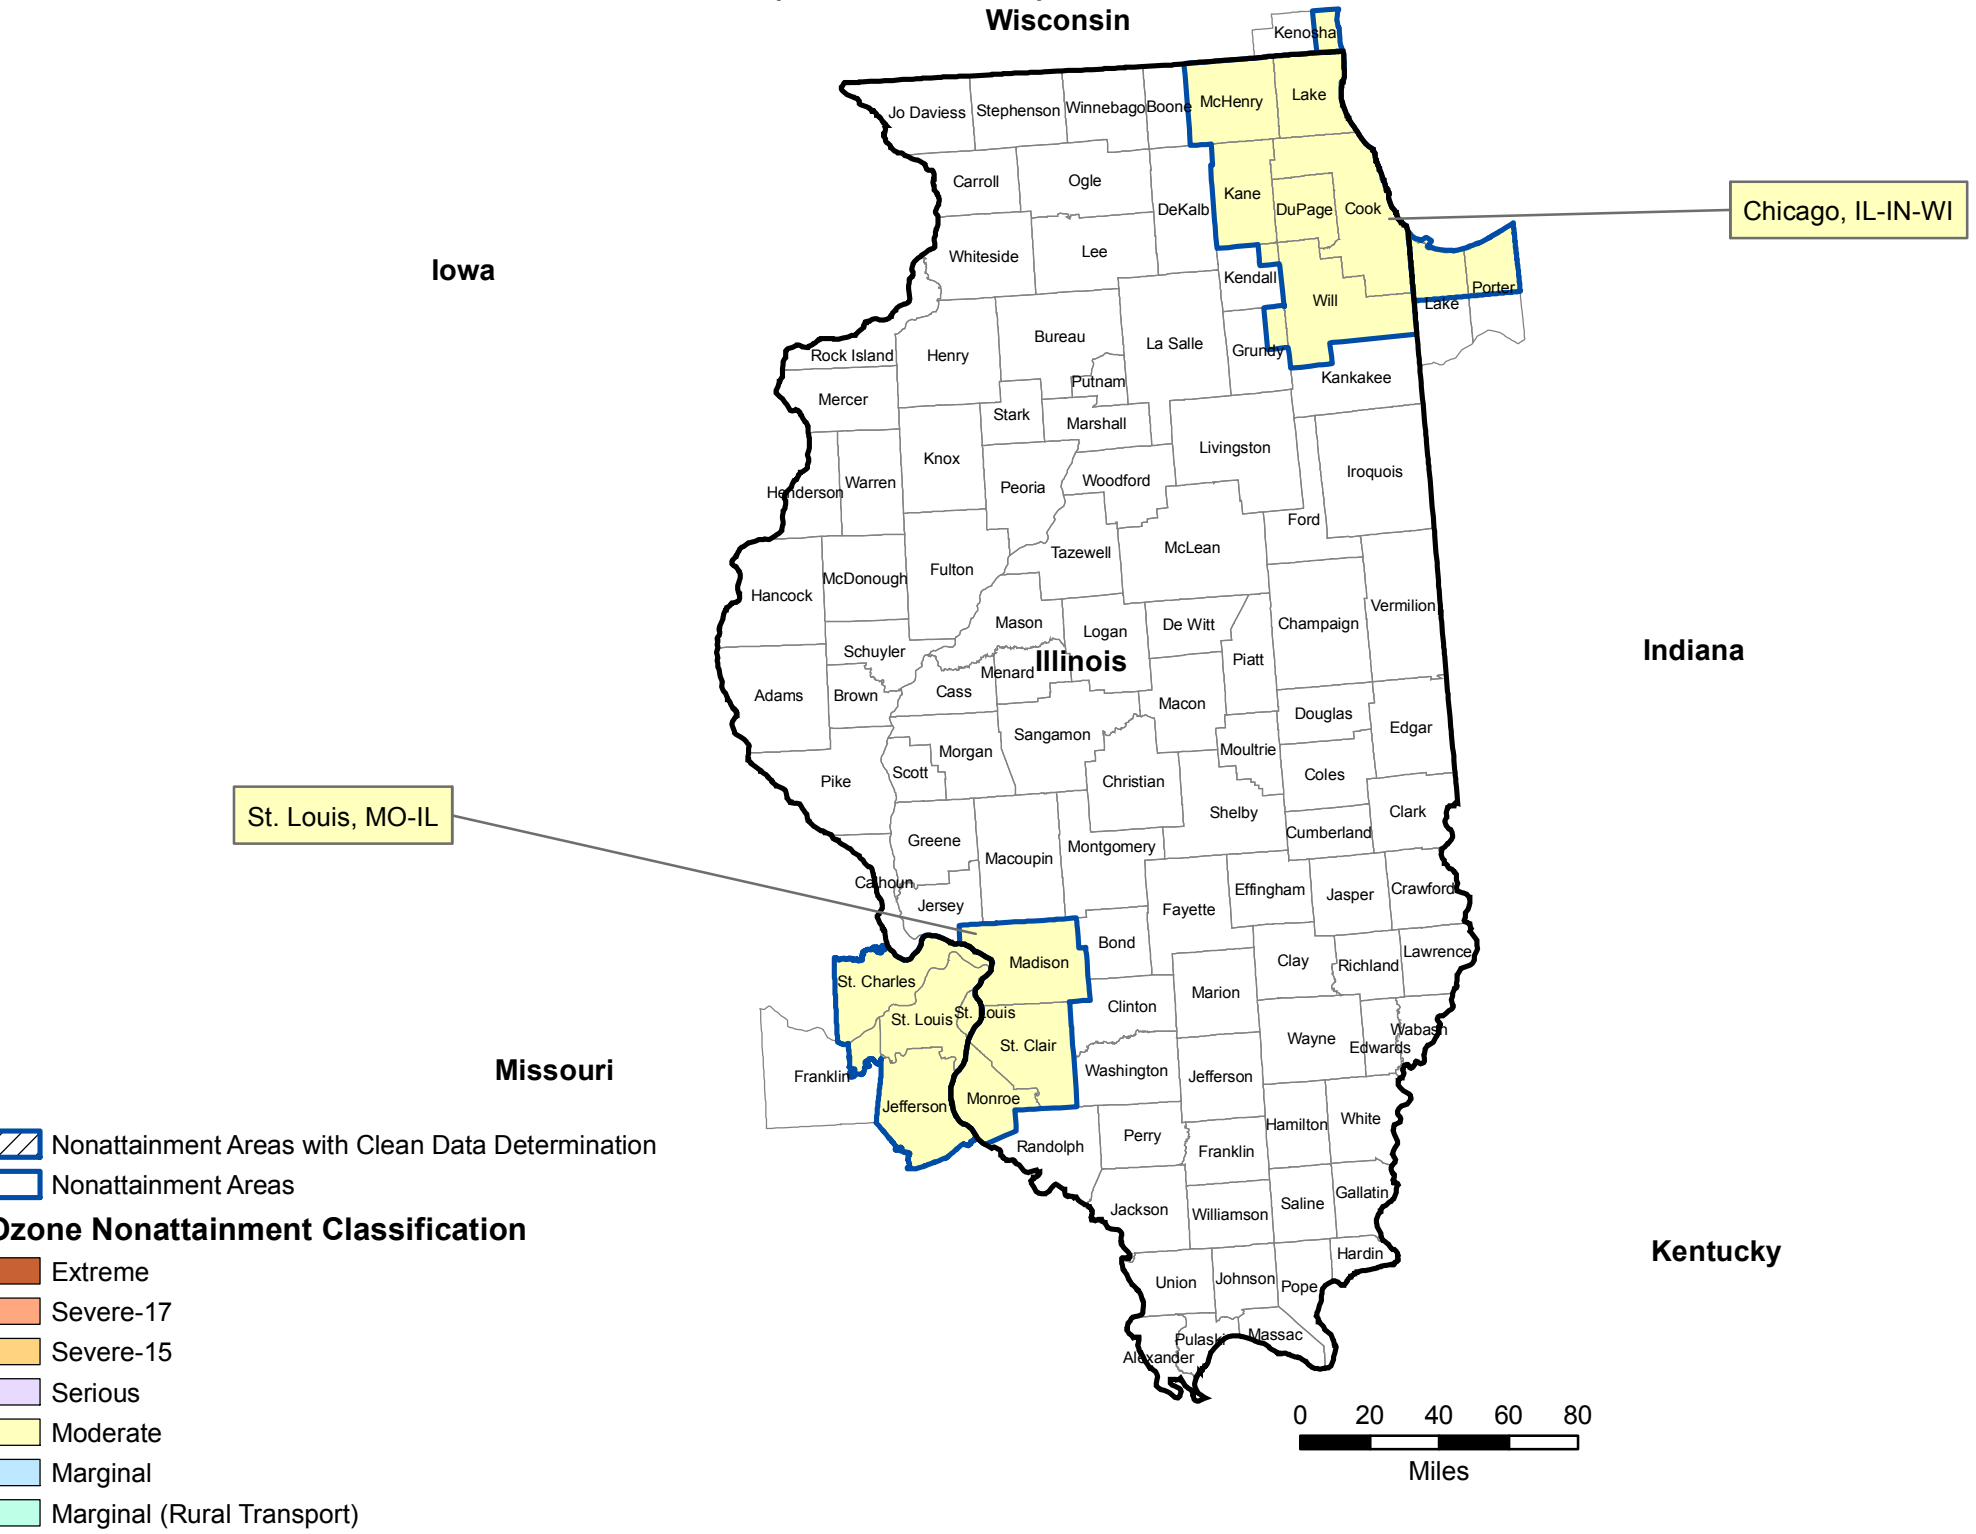 Wisconsin
Kenosha
Jo Daviess
Stephenson
Winnebago
Boone
McHenry
Lake
Carroll
Ogle
DeKalb
Kane
DuPage
Cook
Chicago, IL-IN-WI
Iowa
Whiteside
Lee
Kendall
Will
Lake
Porter
Rock Island
Henry
Bureau
La Salle
Grundy
Putnam
Kankakee
Mercer
Stark
Marshall
Knox
Livingston
Iroquois
Henderson
Warren
Peoria
Woodford
Ford
Tazewell
McLean
Fulton
McDonough
Hancock
Vermilion
Mason
Logan
De Witt
Champaign
Schuyler
Illinois
Piatt
Indiana
Menard
Adams
Brown
Cass
Macon
Douglas
Edgar
Sangamon
Morgan
Moultrie
Scott
Pike
Christian
Coles
St. Louis, MO-IL
Shelby
Clark
Greene
Macoupin
Montgomery
Cumberland
Calhoun
Jersey
Fayette
Effingham
Jasper
Crawford
Bond
Madison
Clay
Richland
Lawrence
St. Charles
Marion
Clinton
St. Louis
St. Louis
St. Clair
Wayne
Edwards
Wabash
Missouri
Franklin
Washington
Jefferson
Jefferson
Monroe
Randolph
Perry
Franklin
Hamilton
White
Nonattainment Areas with Clean Data Determination
Nonattainment Areas
Jackson
Williamson
Saline
Gallatin
Ozone Nonattainment Classification
Kentucky
Hardin
Union
Johnson
Pope
Extreme
Severe-17
Severe-15
Serious
Moderate
Marginal
Marginal (Rural Transport)
Pulaski
Massac
Alexander
0 20 40 60 80
Miles